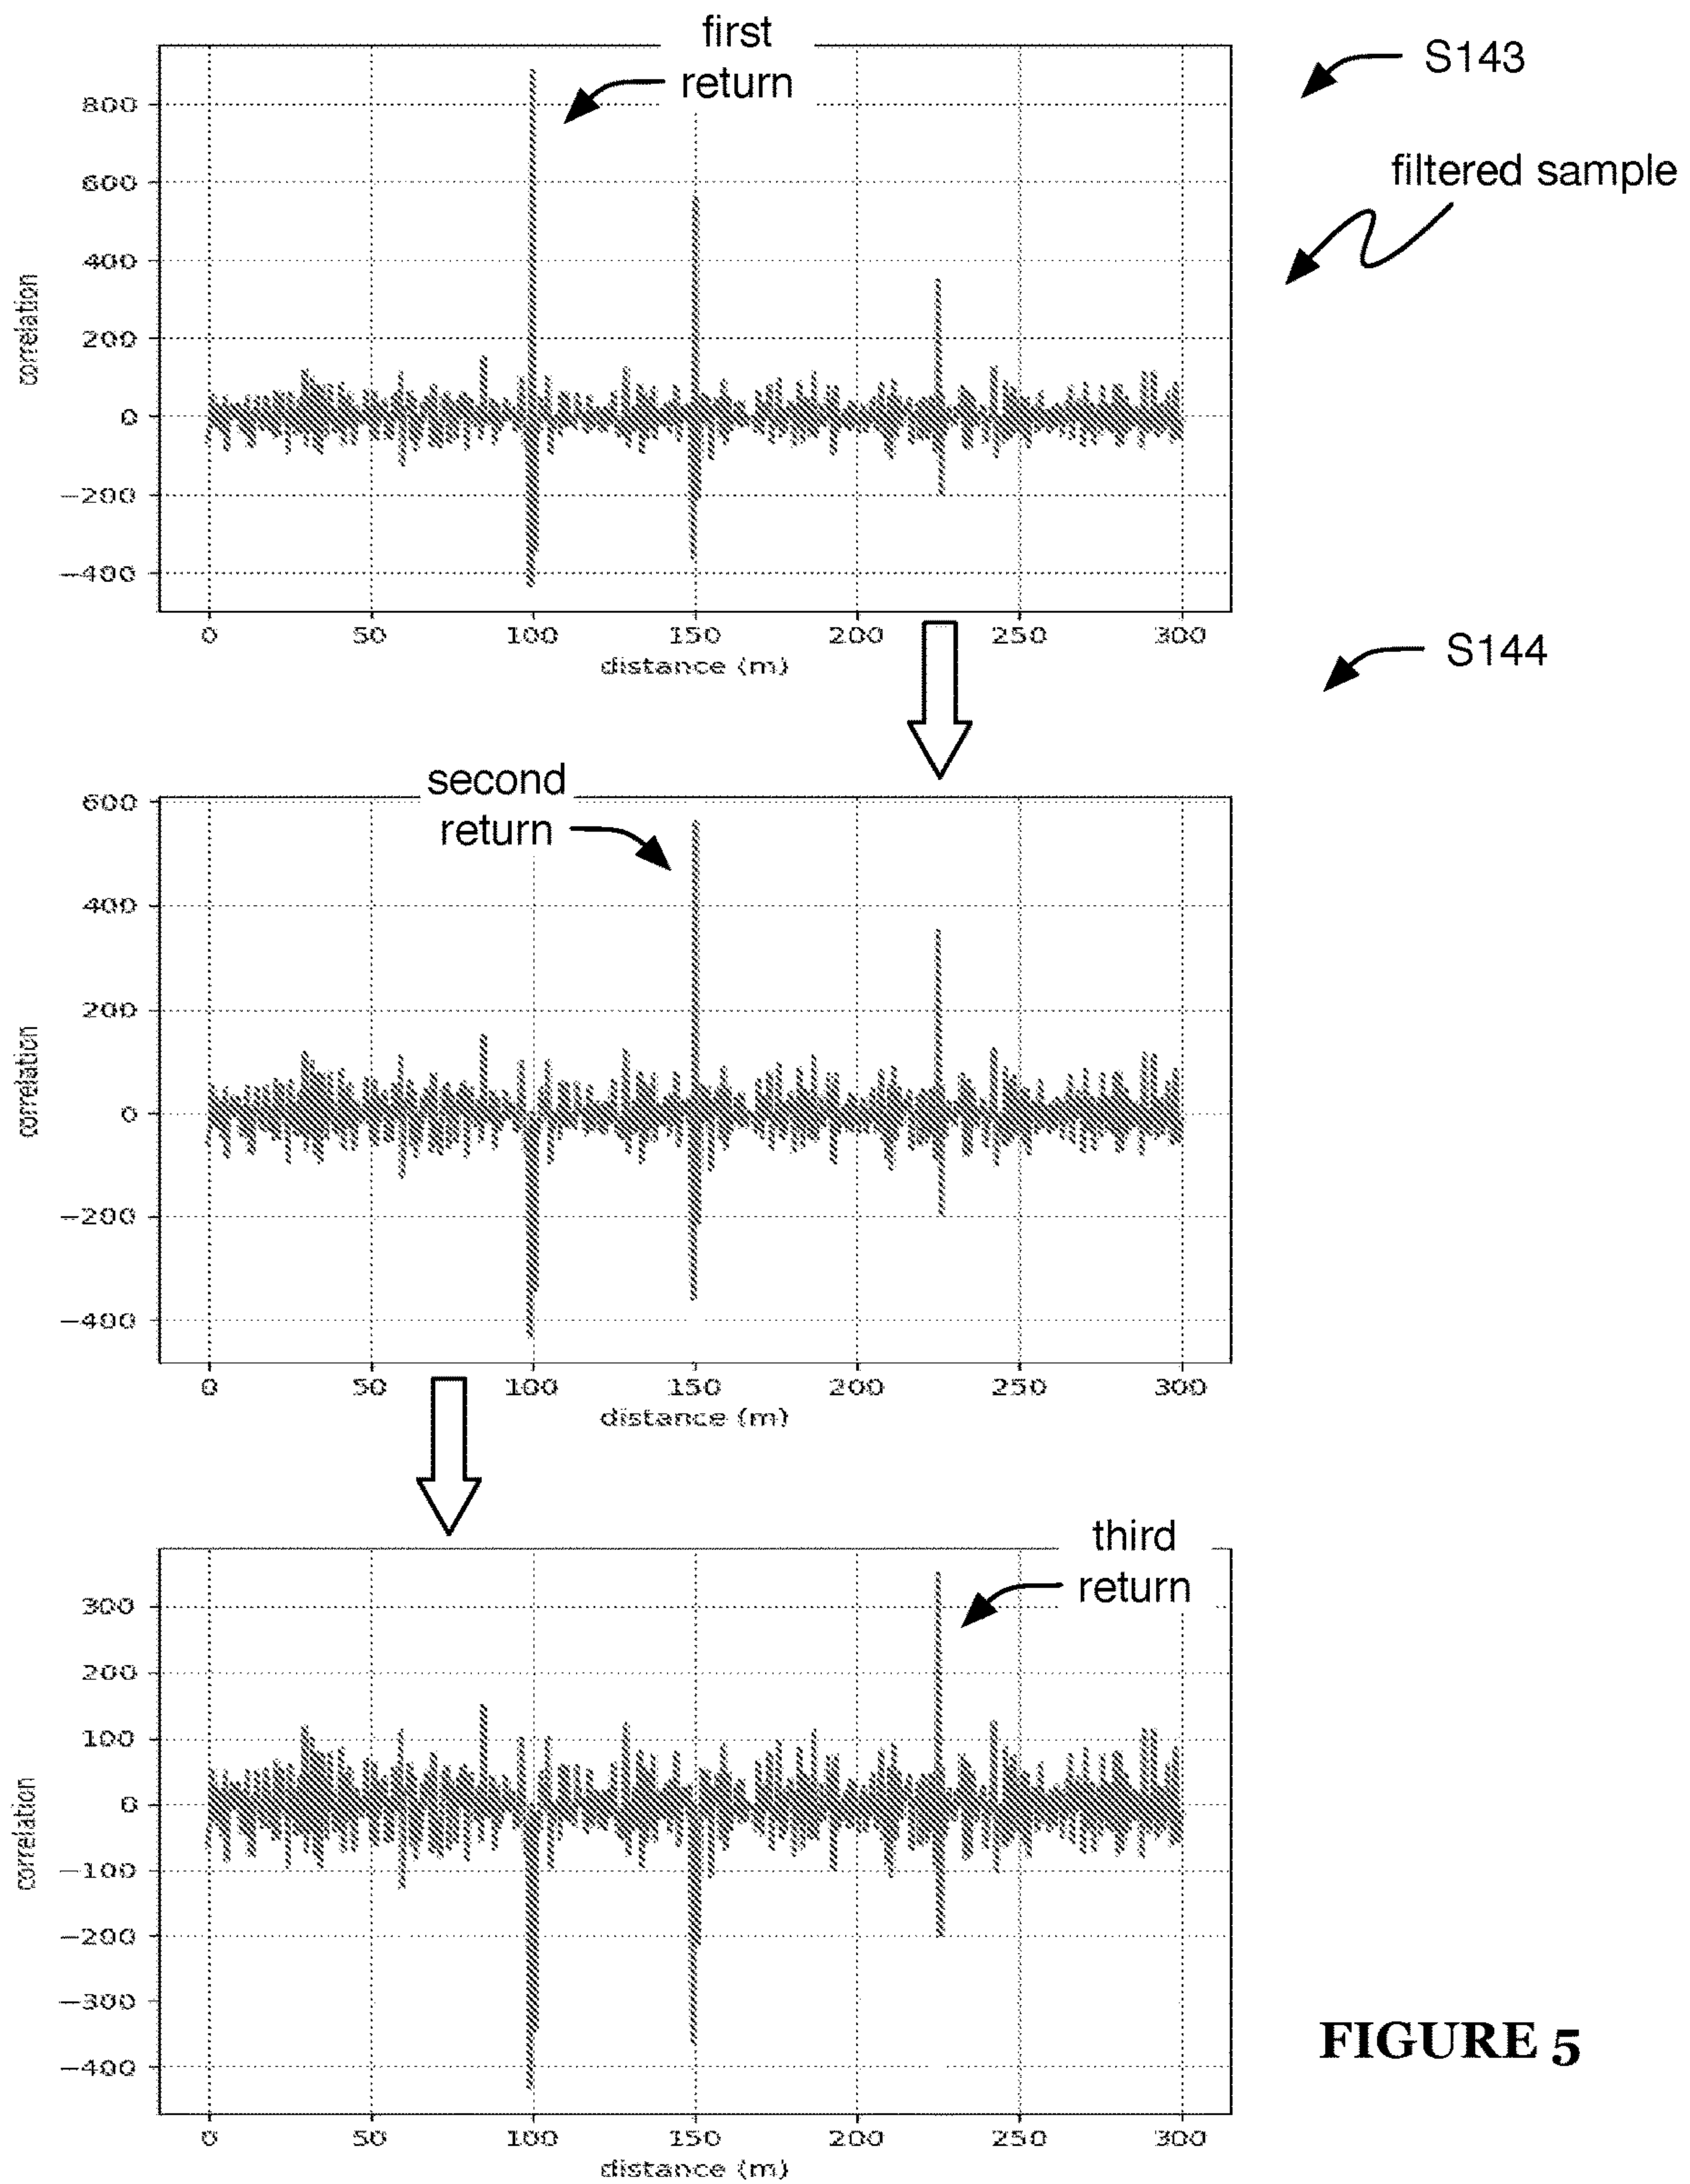 first
return
S143
filtered sample
800
600
400
200
0
−200
−400
correlation
0 50 100 150 200 250 300
distance (m)
S144
second
return
600
400
200
0
−200
−400
correlation
0 50 100 150 200 250 300
distance (m)
third
return
300
200
100
0
−100
−200
−300
−400
correlation
0 50 100 150 200 250 300
distance (m)
FIGURE 5